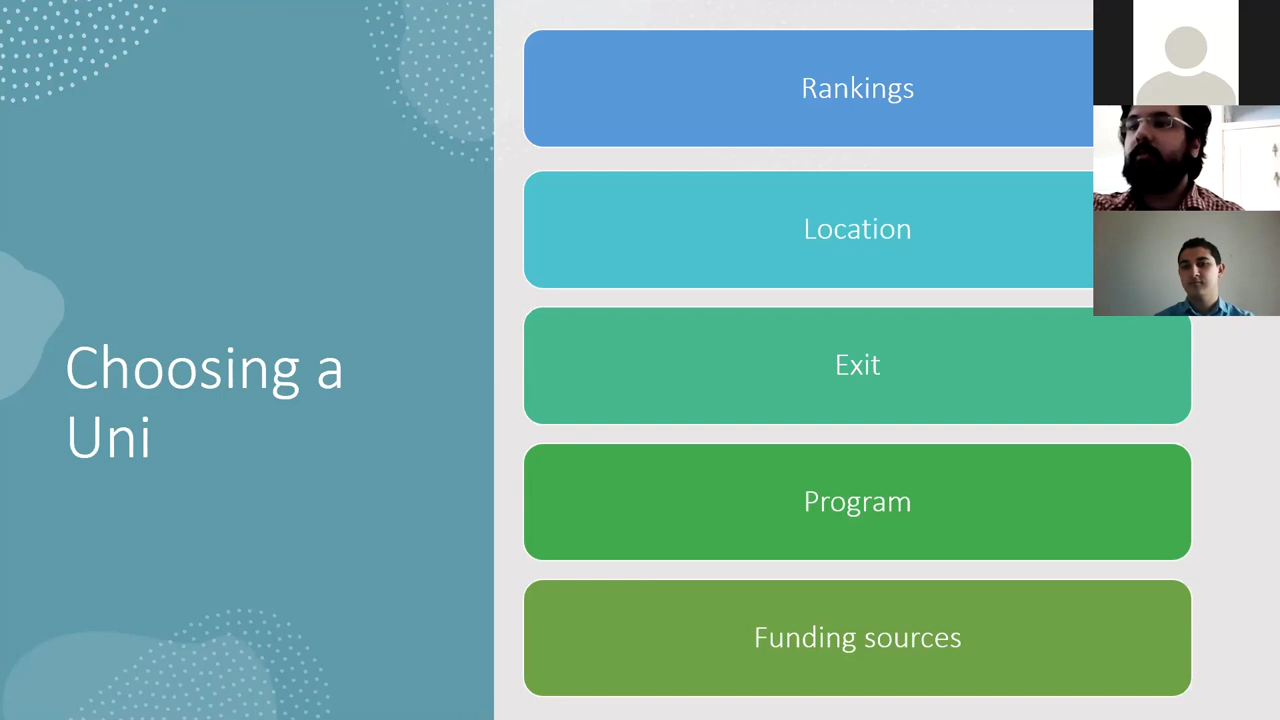 Choosing a
Uni
Rankings
Location
Exit
Program
Funding sources